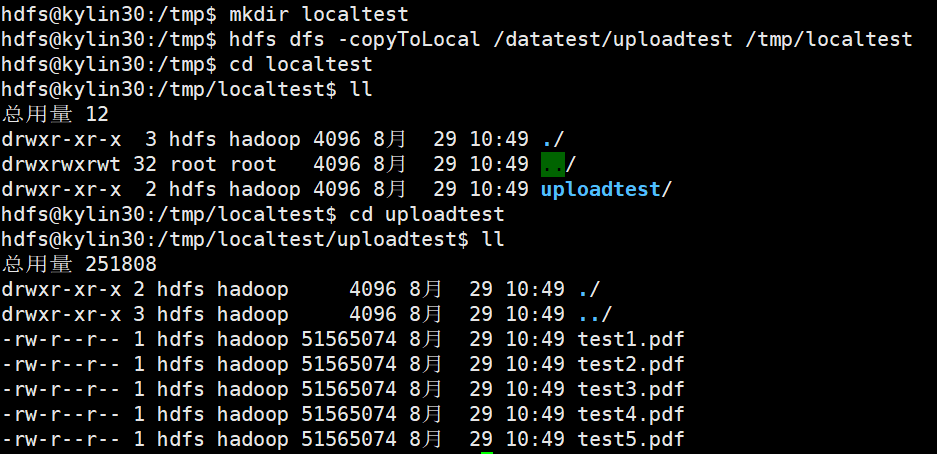 hdfs@kylin30:/tmp$ mkdir localtest
hdfs@kylin30:/tmp$ hdfs dfs -copyToLocal /datatest/uploadtest /tmp/localtest
hdfs@kylin30:/tmp$ cd localtest
hdfs@kylin30:/tmp/localtest$ ll
总用量 12
drwxr-xr-x  3 hdfs hadoop 4096 8月  29 10:49 ./
drwxrwxrwt 32 root root   4096 8月  29 10:49 ../
drwxr-xr-x  2 hdfs hadoop 4096 8月  29 10:49 uploadtest/
hdfs@kylin30:/tmp/localtest$ cd uploadtest
hdfs@kylin30:/tmp/localtest/uploadtest$ ll
总用量 251808
drwxr-xr-x 2 hdfs hadoop     4096 8月  29 10:49 ./
drwxr-xr-x 3 hdfs hadoop     4096 8月  29 10:49 ../
-rw-r--r-- 1 hdfs hadoop 51565074 8月  29 10:49 test1.pdf
-rw-r--r-- 1 hdfs hadoop 51565074 8月  29 10:49 test2.pdf
-rw-r--r-- 1 hdfs hadoop 51565074 8月  29 10:49 test3.pdf
-rw-r--r-- 1 hdfs hadoop 51565074 8月  29 10:49 test4.pdf
-rw-r--r-- 1 hdfs hadoop 51565074 8月  29 10:49 test5.pdf